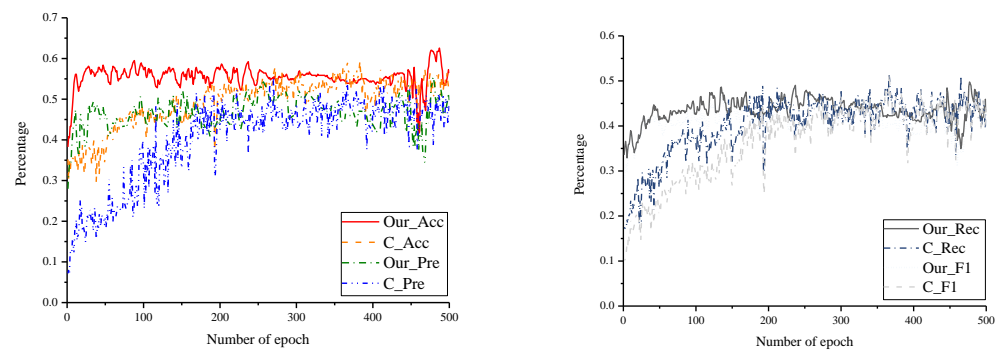 0.7
0.6
0.5
0.4
0.3
0.2
0.1
0.0
Percentage
0 100 200 300 400 500
Number of epoch
Our_Acc
C_Acc
Our_Pre
C_Pre
0.6
0.5
0.4
0.3
0.2
0.1
0.0
Percentage
0 100 200 300 400 500
Number of epoch
Our_Rec
C_Rec
Our_F1
C_F1